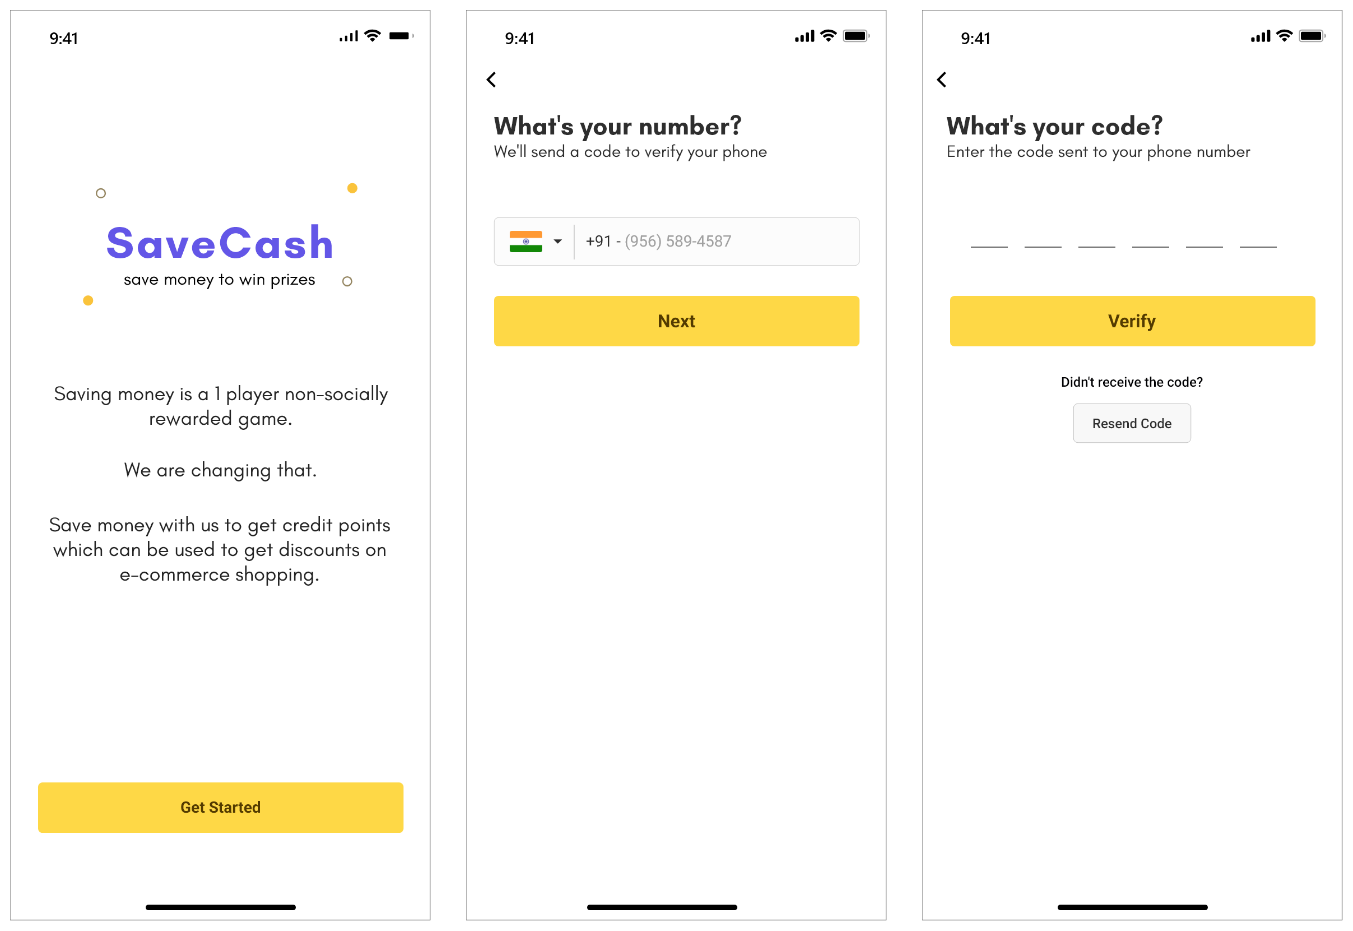 9:41
SaveCash
save money to win prizes
Saving money is a 1 player non-socially
rewarded game.
We are changing that.
Save money with us to get credit points
which can be used to get discounts on
e-commerce shopping.
Get Started
9:41
What's your number?
We'll send a code to verify your phone
+91 - (956) 589-4587
Next
9:41
What's your code?
Enter the code sent to your phone number
Verify
Didn't receive the code?
Resend Code